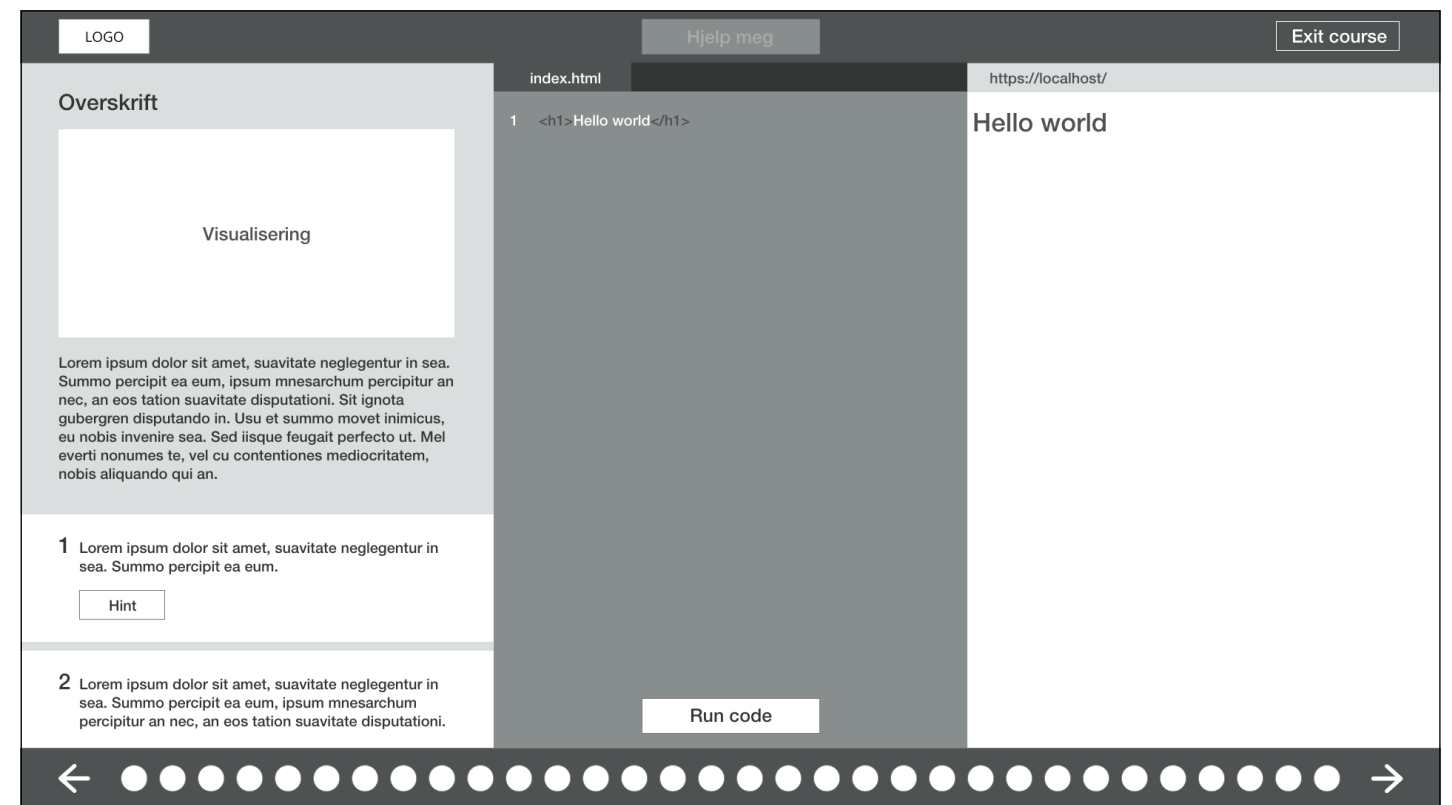 LOGO
Hjelp meg
Exit course
Overskrift
Visualisering
Lorem ipsum dolor sit amet, suavitate neglegentur in sea.
Summo percipit ea eum, ipsum mnesarchum percipitur an
nec, an eos tation suavitate disputationi. Sit ignota
gubergren disputando in. Usu et summo movet inimicus,
eu nobis invenire sea. Sed iisque feugait perfecto ut. Mel
everti nonumes te, vel cu contentiones mediocritatem,
nobis aliquando qui an.
1 Lorem ipsum dolor sit amet, suavitate neglegentur in
sea. Summo percipit ea eum.
Hint
2 Lorem ipsum dolor sit amet, suavitate neglegentur in
sea. Summo percipit ea eum, ipsum mnesarchum
percipitur an nec, an eos tation suavitate disputationi.
index.html
1 <h1>Hello world</h1>
Run code
https://localhost/
Hello world